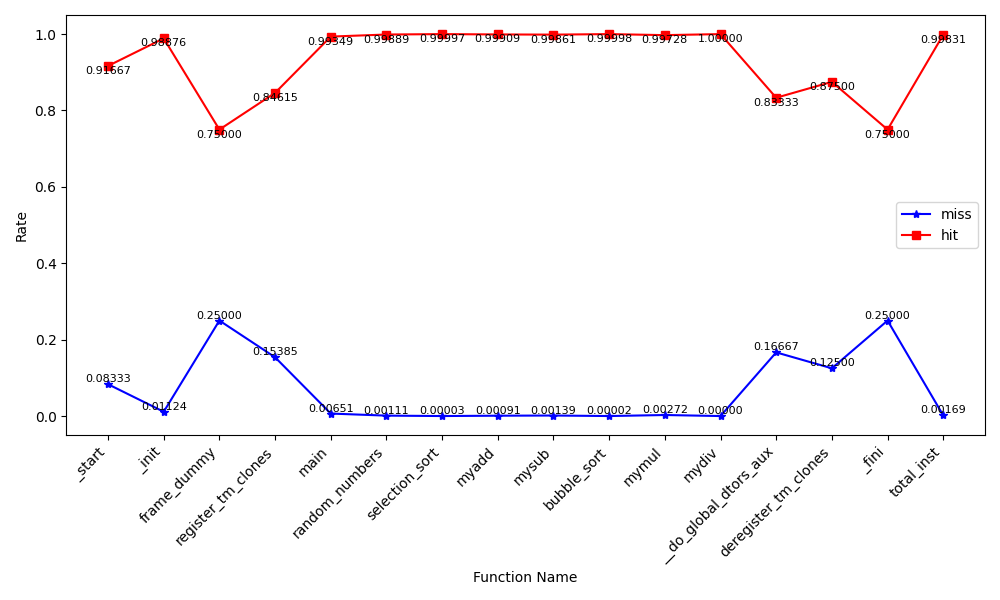 1.0
0.8
0.6
0.4
0.2
0.0
Rate
0.91667
0.98876
0.75000
0.84615
0.99349
0.99889
0.99997
0.99909
0.99861
0.99998
0.99728
1.00000
0.83333
0.87500
0.75000
0.99831
miss
hit
0.08333
0.01124
0.25000
0.15385
0.00651
0.00111
0.00003
0.00091
0.00139
0.00002
0.00272
0.00000
0.16667
0.12500
0.25000
0.00169
_start
_init
frame_dummy
register_tm_clones
main
random_numbers
selection_sort
myadd
mysub
bubble_sort
mymul
mydiv
__do_global_dtors_aux
deregister_tm_clones
_fini
total_inst
Function Name